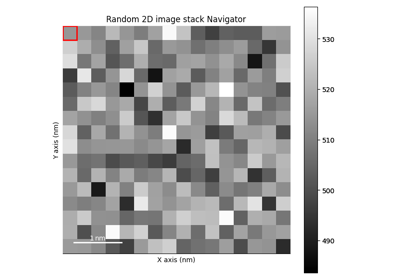 Random 2D image stack Navigator
530
520
510
500
490
Y axis (nm)
1 nm
X axis (nm)